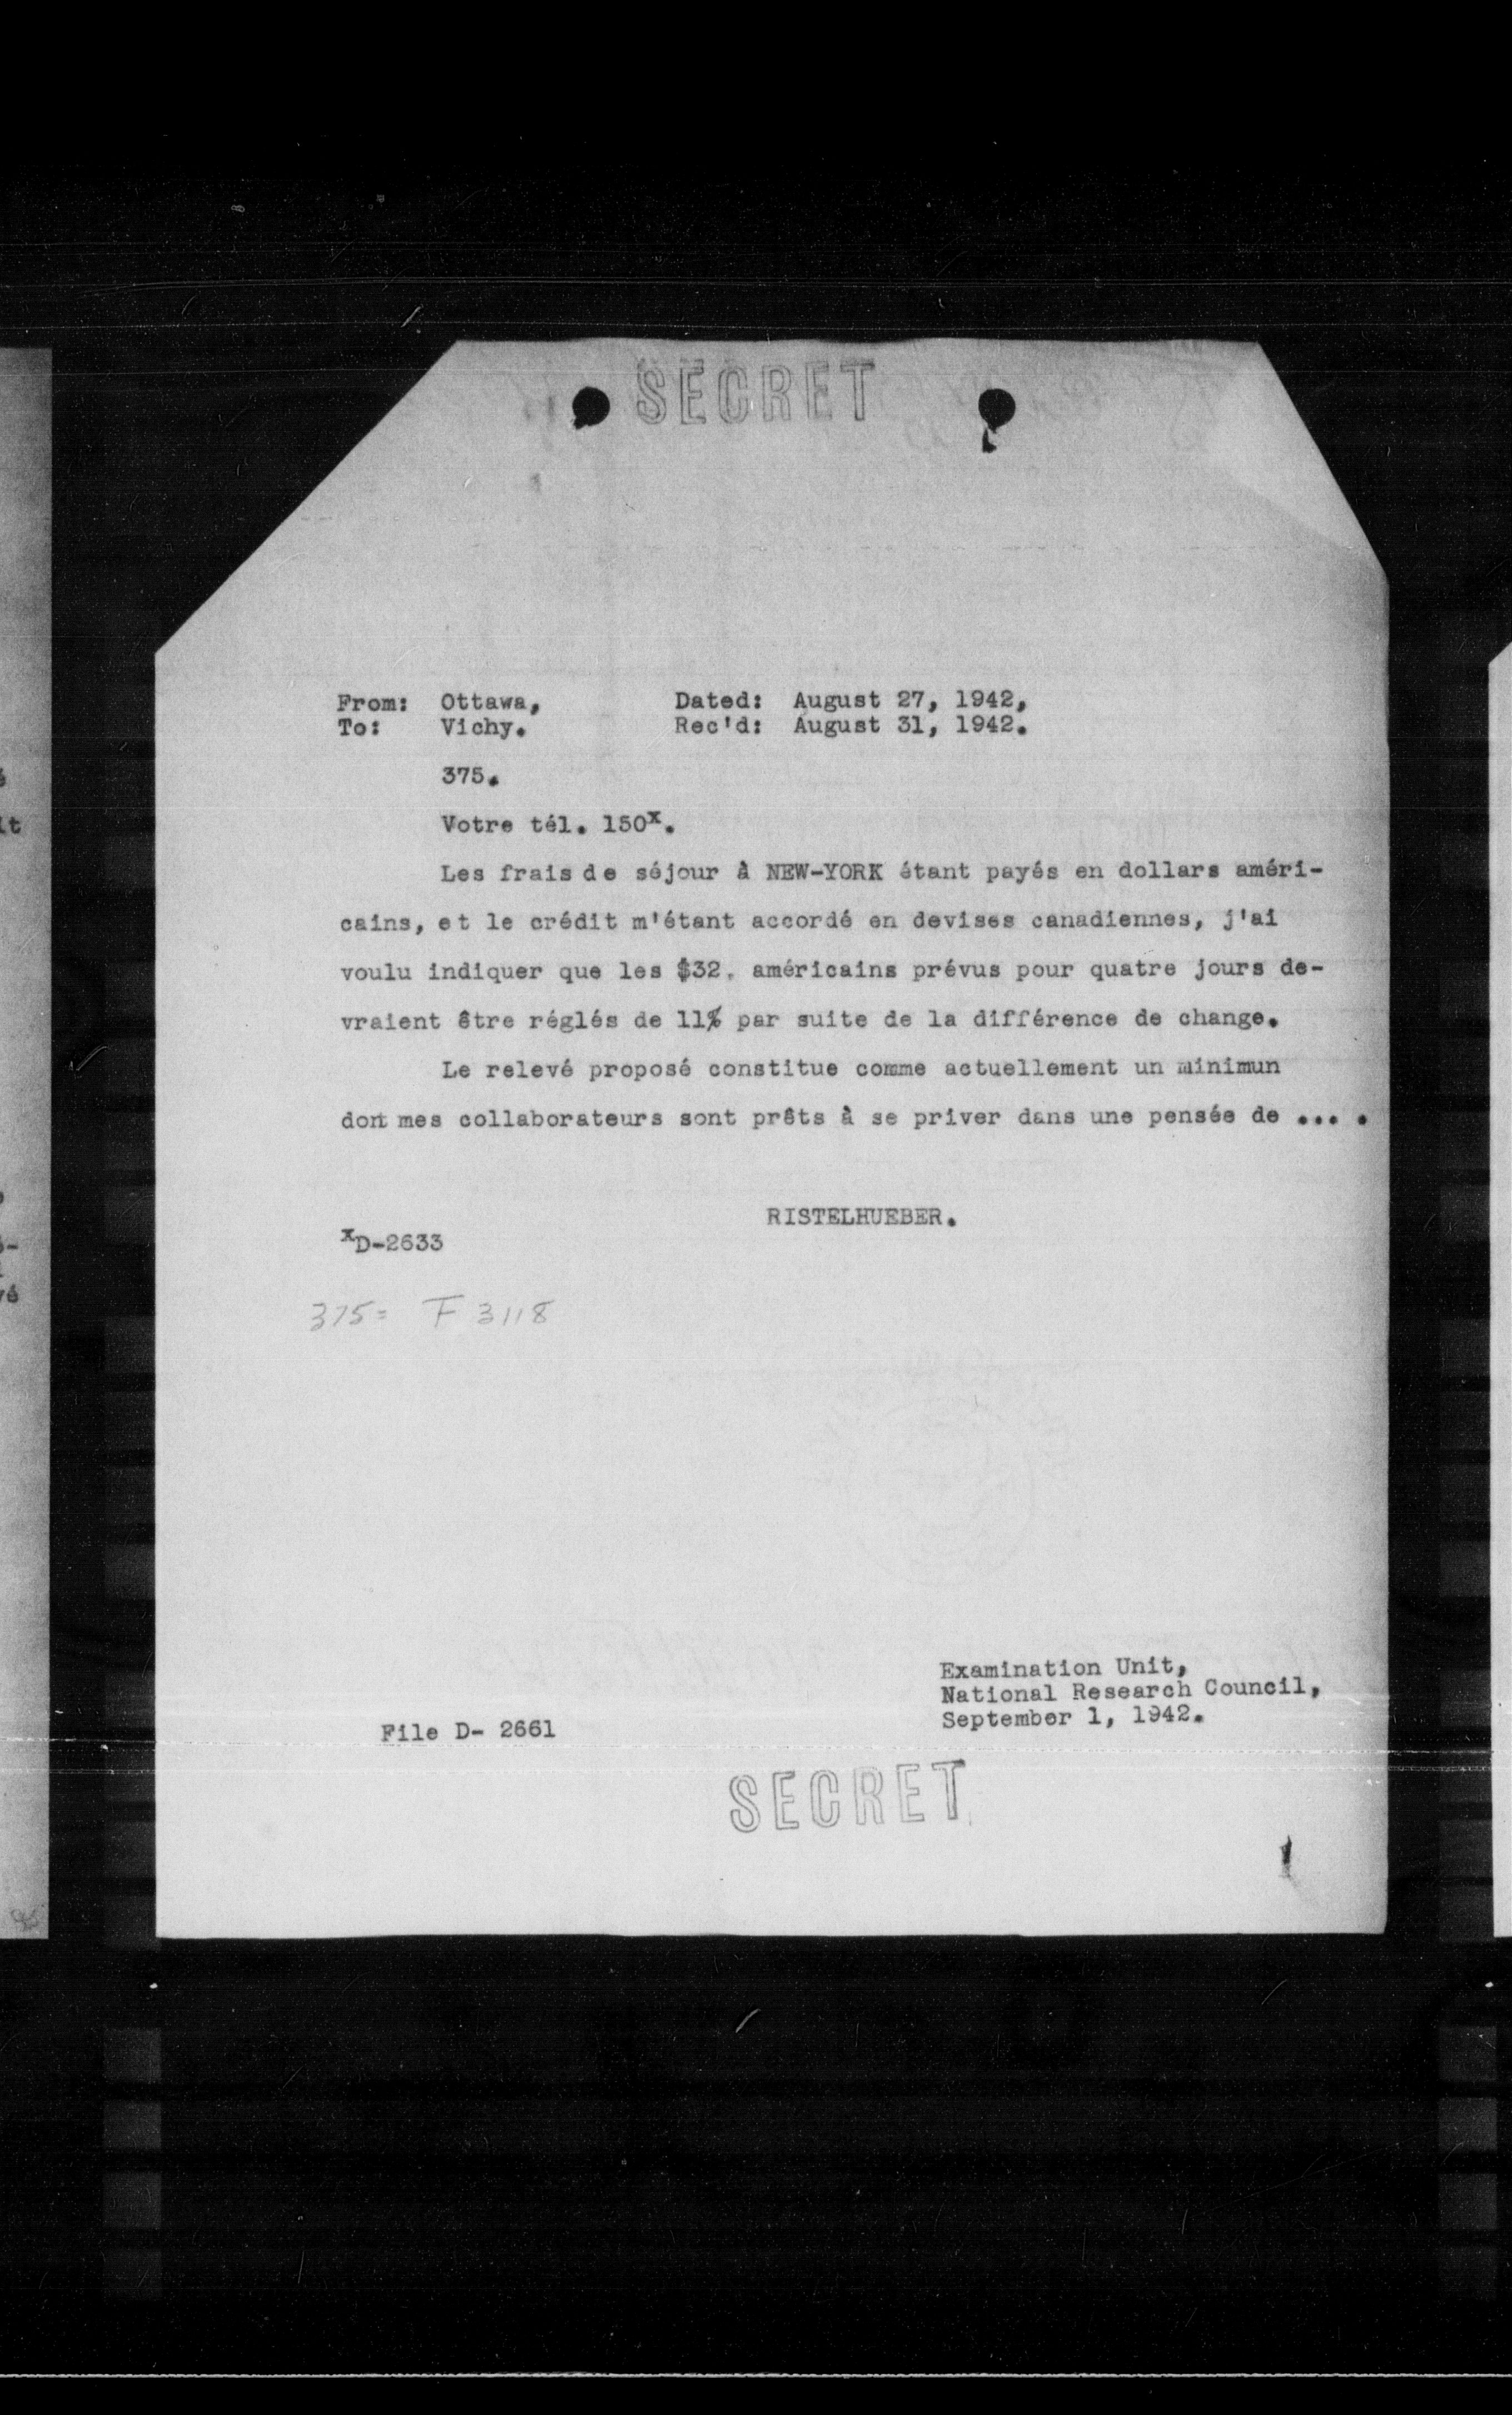 SECRET
From: Ottawa, Dated: August 27, 1942,
To: Vichy. Rec'd: August 31, 1942.
375.
Votre tél. 150x.
Les frais de séjour à NEW-YORK étant payés en dollars améri-
cains, et le crédit m'étant accordé en devises canadiennes, j'ai
voulu indiquer que les $32. américains prévus pour quatre jours de-
vraient être réglés de 11% par suite de la différence de change.
Le relevé proposé constitue comme actuellement un minimun
dont mes collaborateurs sont prêts à se priver dans une pensée de ... .
RISTELHUEBER.
xD-2633
375= F 3118
Examination Unit,
National Research Council,
September 1, 1942.
File D- 2661
SECRET